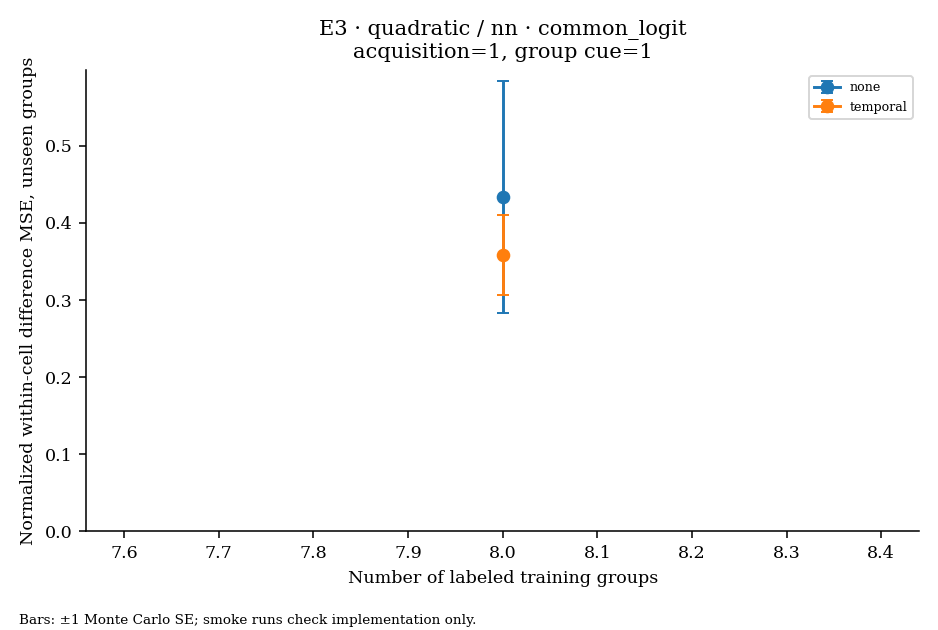 E3 · quadratic / nn · common_logit
acquisition=1, group cue=1
none
temporal
Normalized within-cell difference MSE, unseen groups
0.5
0.4
0.3
0.2
0.1
0.0
7.6 7.7 7.8 7.9 8.0 8.1 8.2 8.3 8.4
Number of labeled training groups
Bars: ±1 Monte Carlo SE; smoke runs check implementation only.